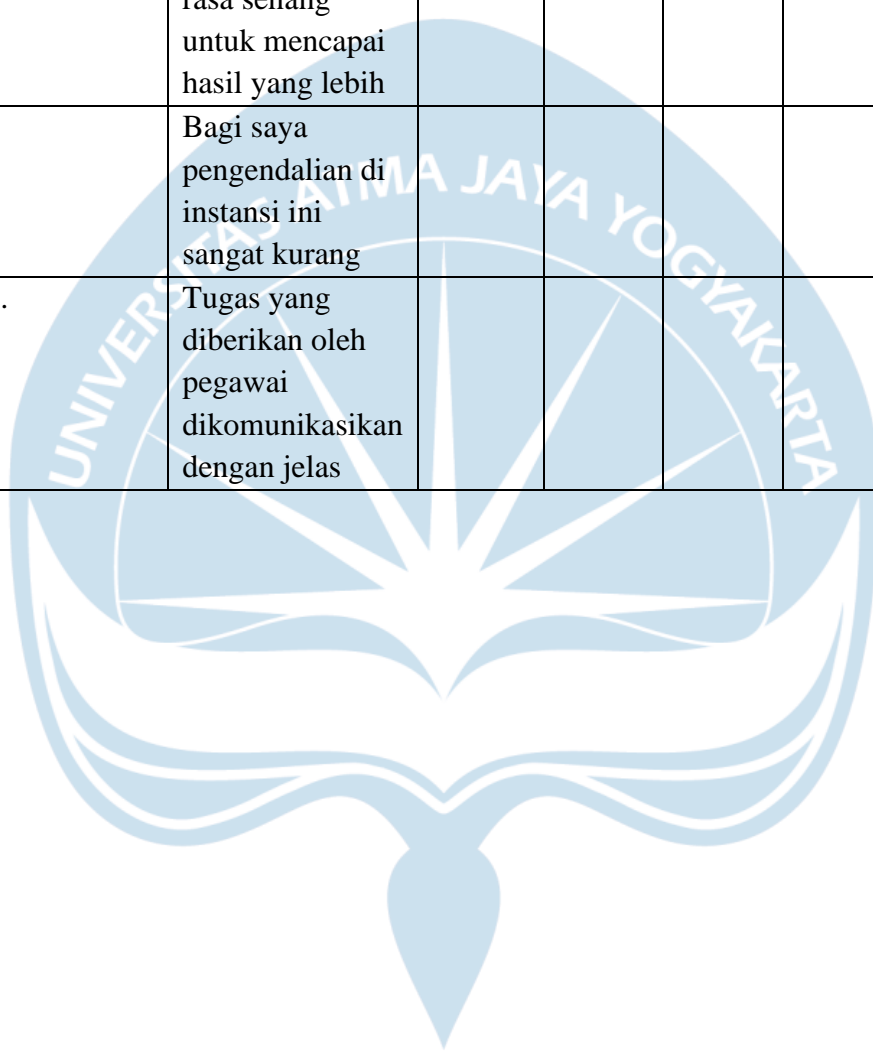 rasa senang
untuk mencapai
hasil yang lebih
Bagi saya
pengendalian di
instansi ini
sangat kurang
.
Tugas yang
diberikan oleh
pegawai
dikomunikasikan
dengan jelas
UNIVERSITAS ATMA JAYA YOGYAKARTA